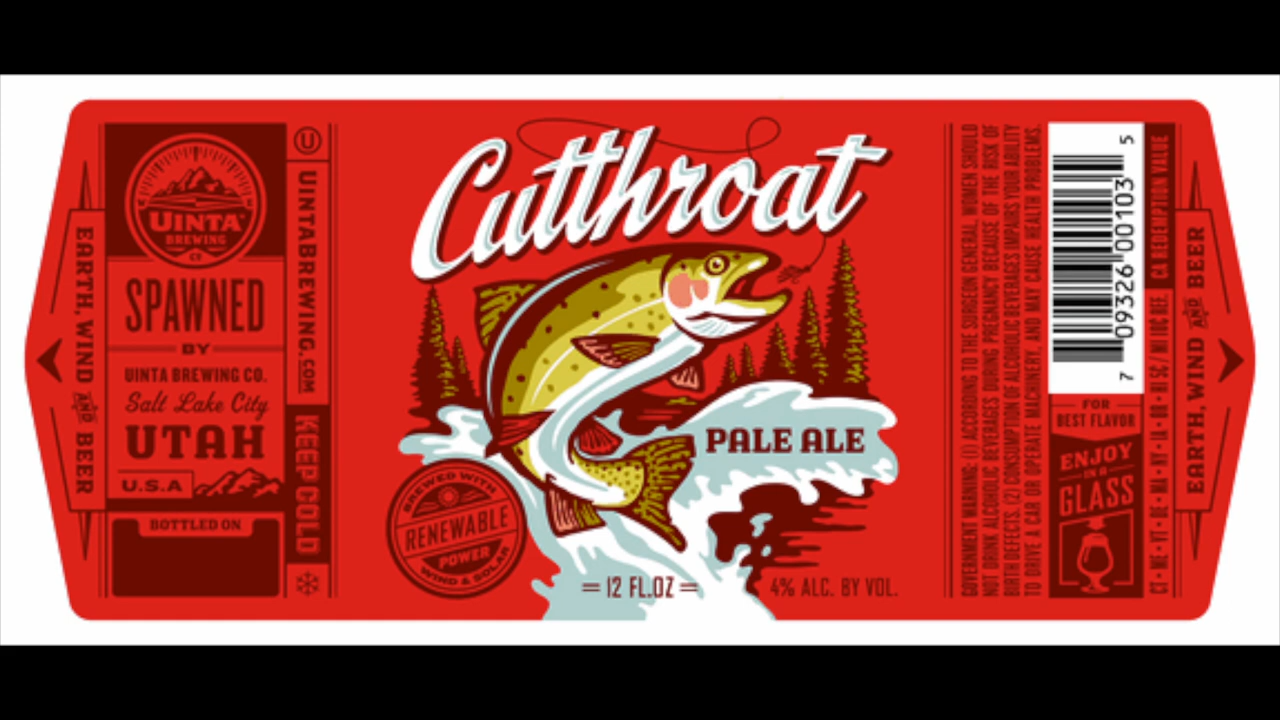 EARTH, WIND AND BEER
UINTA
BREWING
CO
SPAWNED
BY
UINTA BREWING CO.
Salt Lake City
UTAH
U.S.A
BOTTLED ON
U
UINTABREWING.COM
KEEP COLD
Cutthroat
PALE ALE
BREWED WITH
RENEWABLE
POWER
WIND & SOLAR
12 FL.OZ
4% ALC. BY VOL.
GOVERNMENT WARNING: (1) ACCORDING TO THE SURGEON GENERAL, WOMEN SHOULD
NOT DRINK ALCOHOLIC BEVERAGES DURING PREGNANCY BECAUSE OF THE RISK OF
BIRTH DEFECTS. (2) CONSUMPTION OF ALCOHOLIC BEVERAGES IMPAIRS YOUR ABILITY
TO DRIVE A CAR OR OPERATE MACHINERY, AND MAY CAUSE HEALTH PROBLEMS.
7 09326 00103 5
FOR
BEST FLAVOR
ENJOY
IN A
GLASS
CT • ME • VT • DE • MA • NY • IA • OR • HI 5¢ / MI 10¢ REF.
CA REDEMPTION VALUE
EARTH, WIND AND BEER